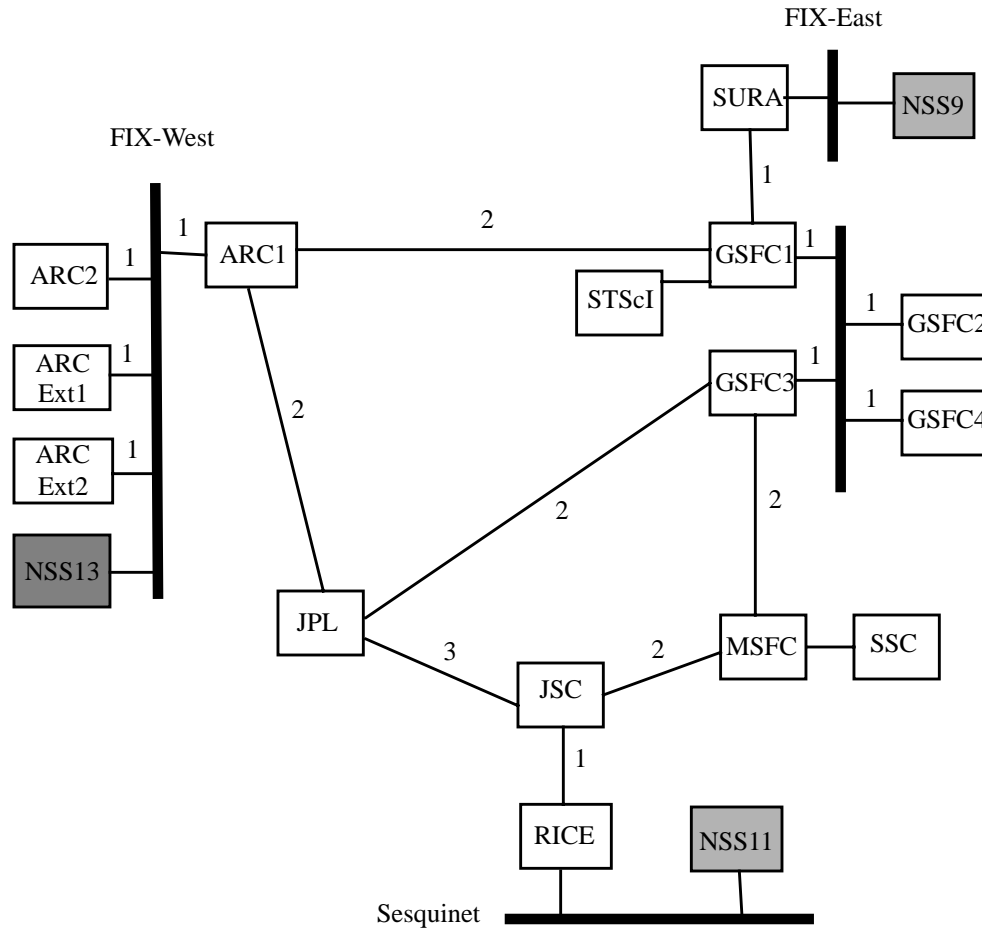 FIX-East
SURA
NSS9
FIX-West
1
1
2
1
ARC2
1
ARC1
GSFC1
STScI
1
GSFC2
ARC
Ext1
1
GSFC3
1
2
1
GSFC4
ARC
Ext2
1
2
2
NSS13
JPL
3
2
MSFC
SSC
JSC
1
RICE
NSS11
Sesquinet